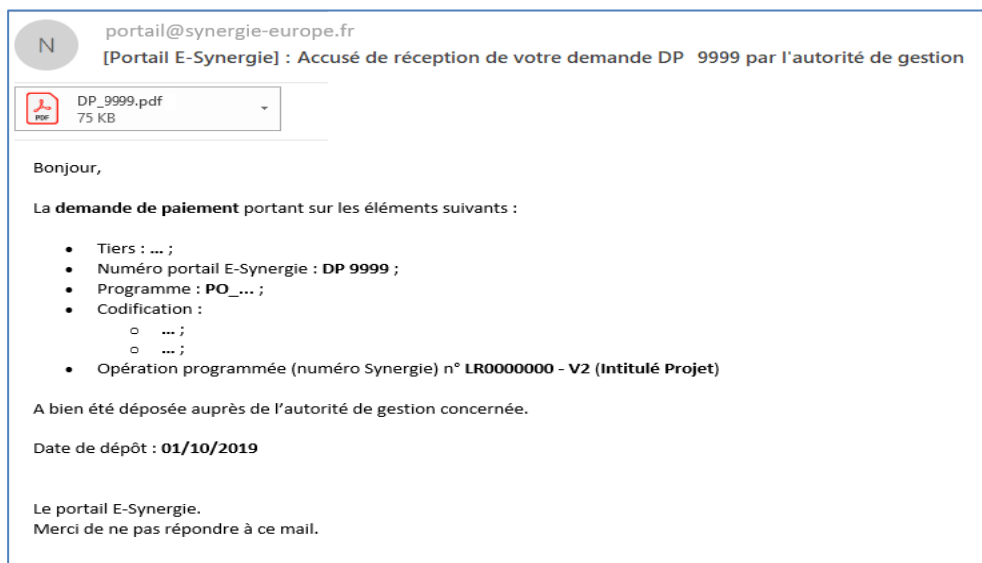 N
portail@synergie-europe.fr
[Portail E-Synergie] : Accusé de réception de votre demande DP 9999 par l'autorité de gestion
PDF
DP_9999.pdf
75 KB
Bonjour,
La demande de paiement portant sur les éléments suivants :
• Tiers : ... ;
• Numéro portail E-Synergie : DP 9999 ;
• Programme : PO_... ;
• Codification :
o ... ;
o ... ;
• Opération programmée (numéro Synergie) n° LR0000000 - V2 (Intitulé Projet)
A bien été déposée auprès de l'autorité de gestion concernée.
Date de dépôt : 01/10/2019
Le portail E-Synergie.
Merci de ne pas répondre à ce mail.